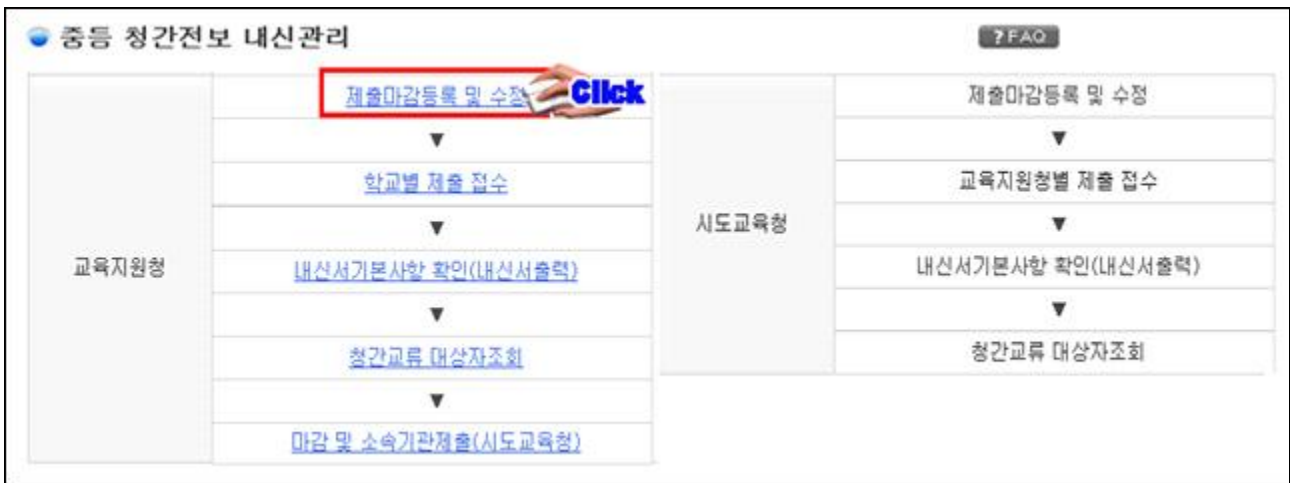 중등 청간전보 내신관리
? FAQ
교육지원청
제출마감등록 및 수정
Click
▼
학교별 제출 접수
▼
내신서기본사항 확인(내신서출력)
▼
청간교류 대상자조회
▼
마감 및 소속기관제출(시도교육청)
시도교육청
제출마감등록 및 수정
▼
교육지원청별 제출 접수
▼
내신서기본사항 확인(내신서출력)
▼
청간교류 대상자조회